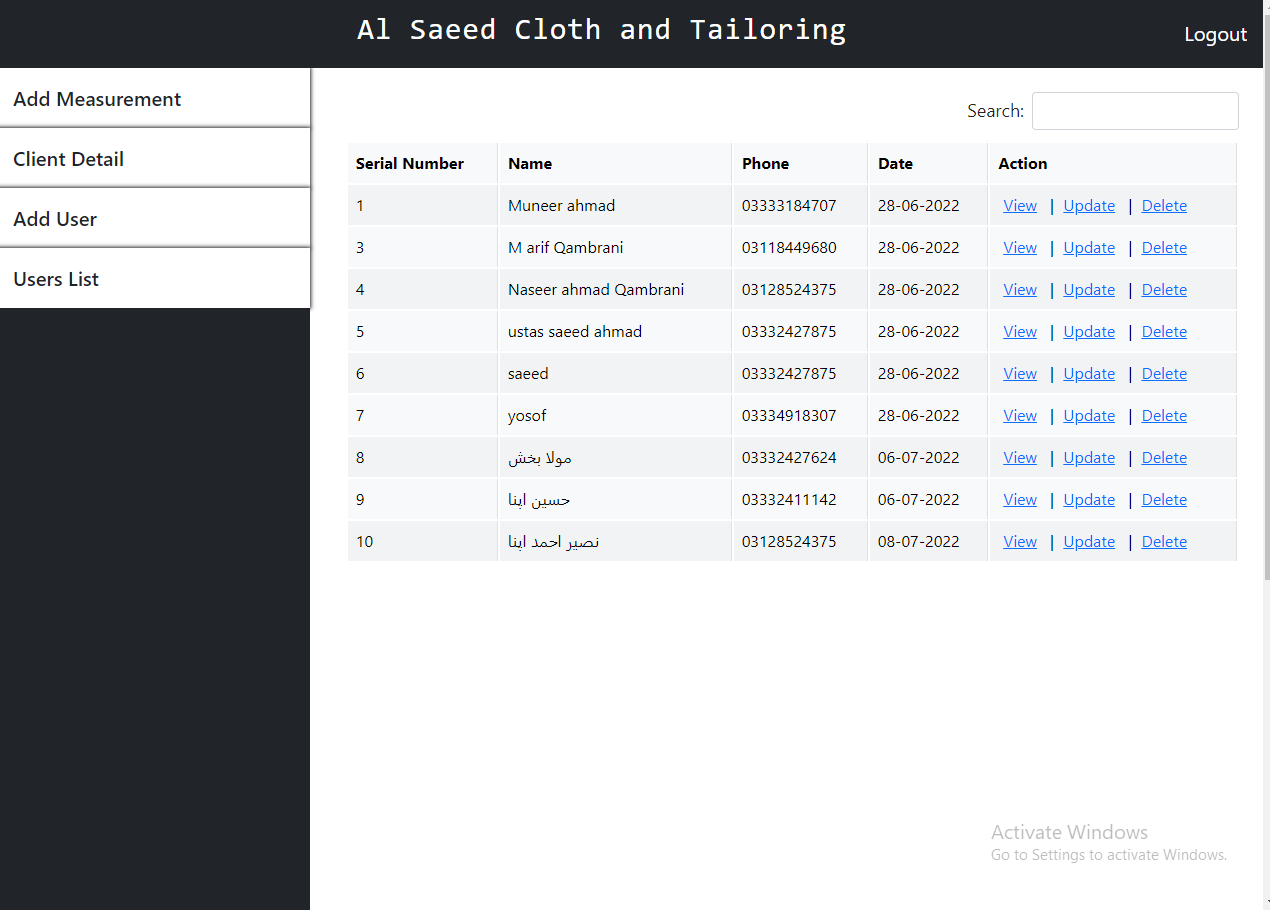 Al Saeed Cloth and Tailoring
Logout
Add Measurement
Client Detail
Add User
Users List
Search:
Serial Number Name Phone Date Action
1 Muneer ahmad 03333184707 28-06-2022 View | Update | Delete
3 M arif Qambrani 03118449680 28-06-2022 View | Update | Delete
4 Naseer ahmad Qambrani 03128524375 28-06-2022 View | Update | Delete
5 ustas saeed ahmad 03332427875 28-06-2022 View | Update | Delete
6 saeed 03332427875 28-06-2022 View | Update | Delete
7 yosof 03334918307 28-06-2022 View | Update | Delete
8 مولا بخش 03332427624 06-07-2022 View | Update | Delete
9 حسین اپنا 03332411142 06-07-2022 View | Update | Delete
10 نصیر احمد اپنا 03128524375 08-07-2022 View | Update | Delete
Activate Windows
Go to Settings to activate Windows.